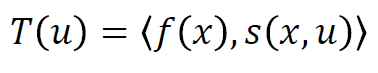 T(u) = ⟨f(x), s(x, u)⟩